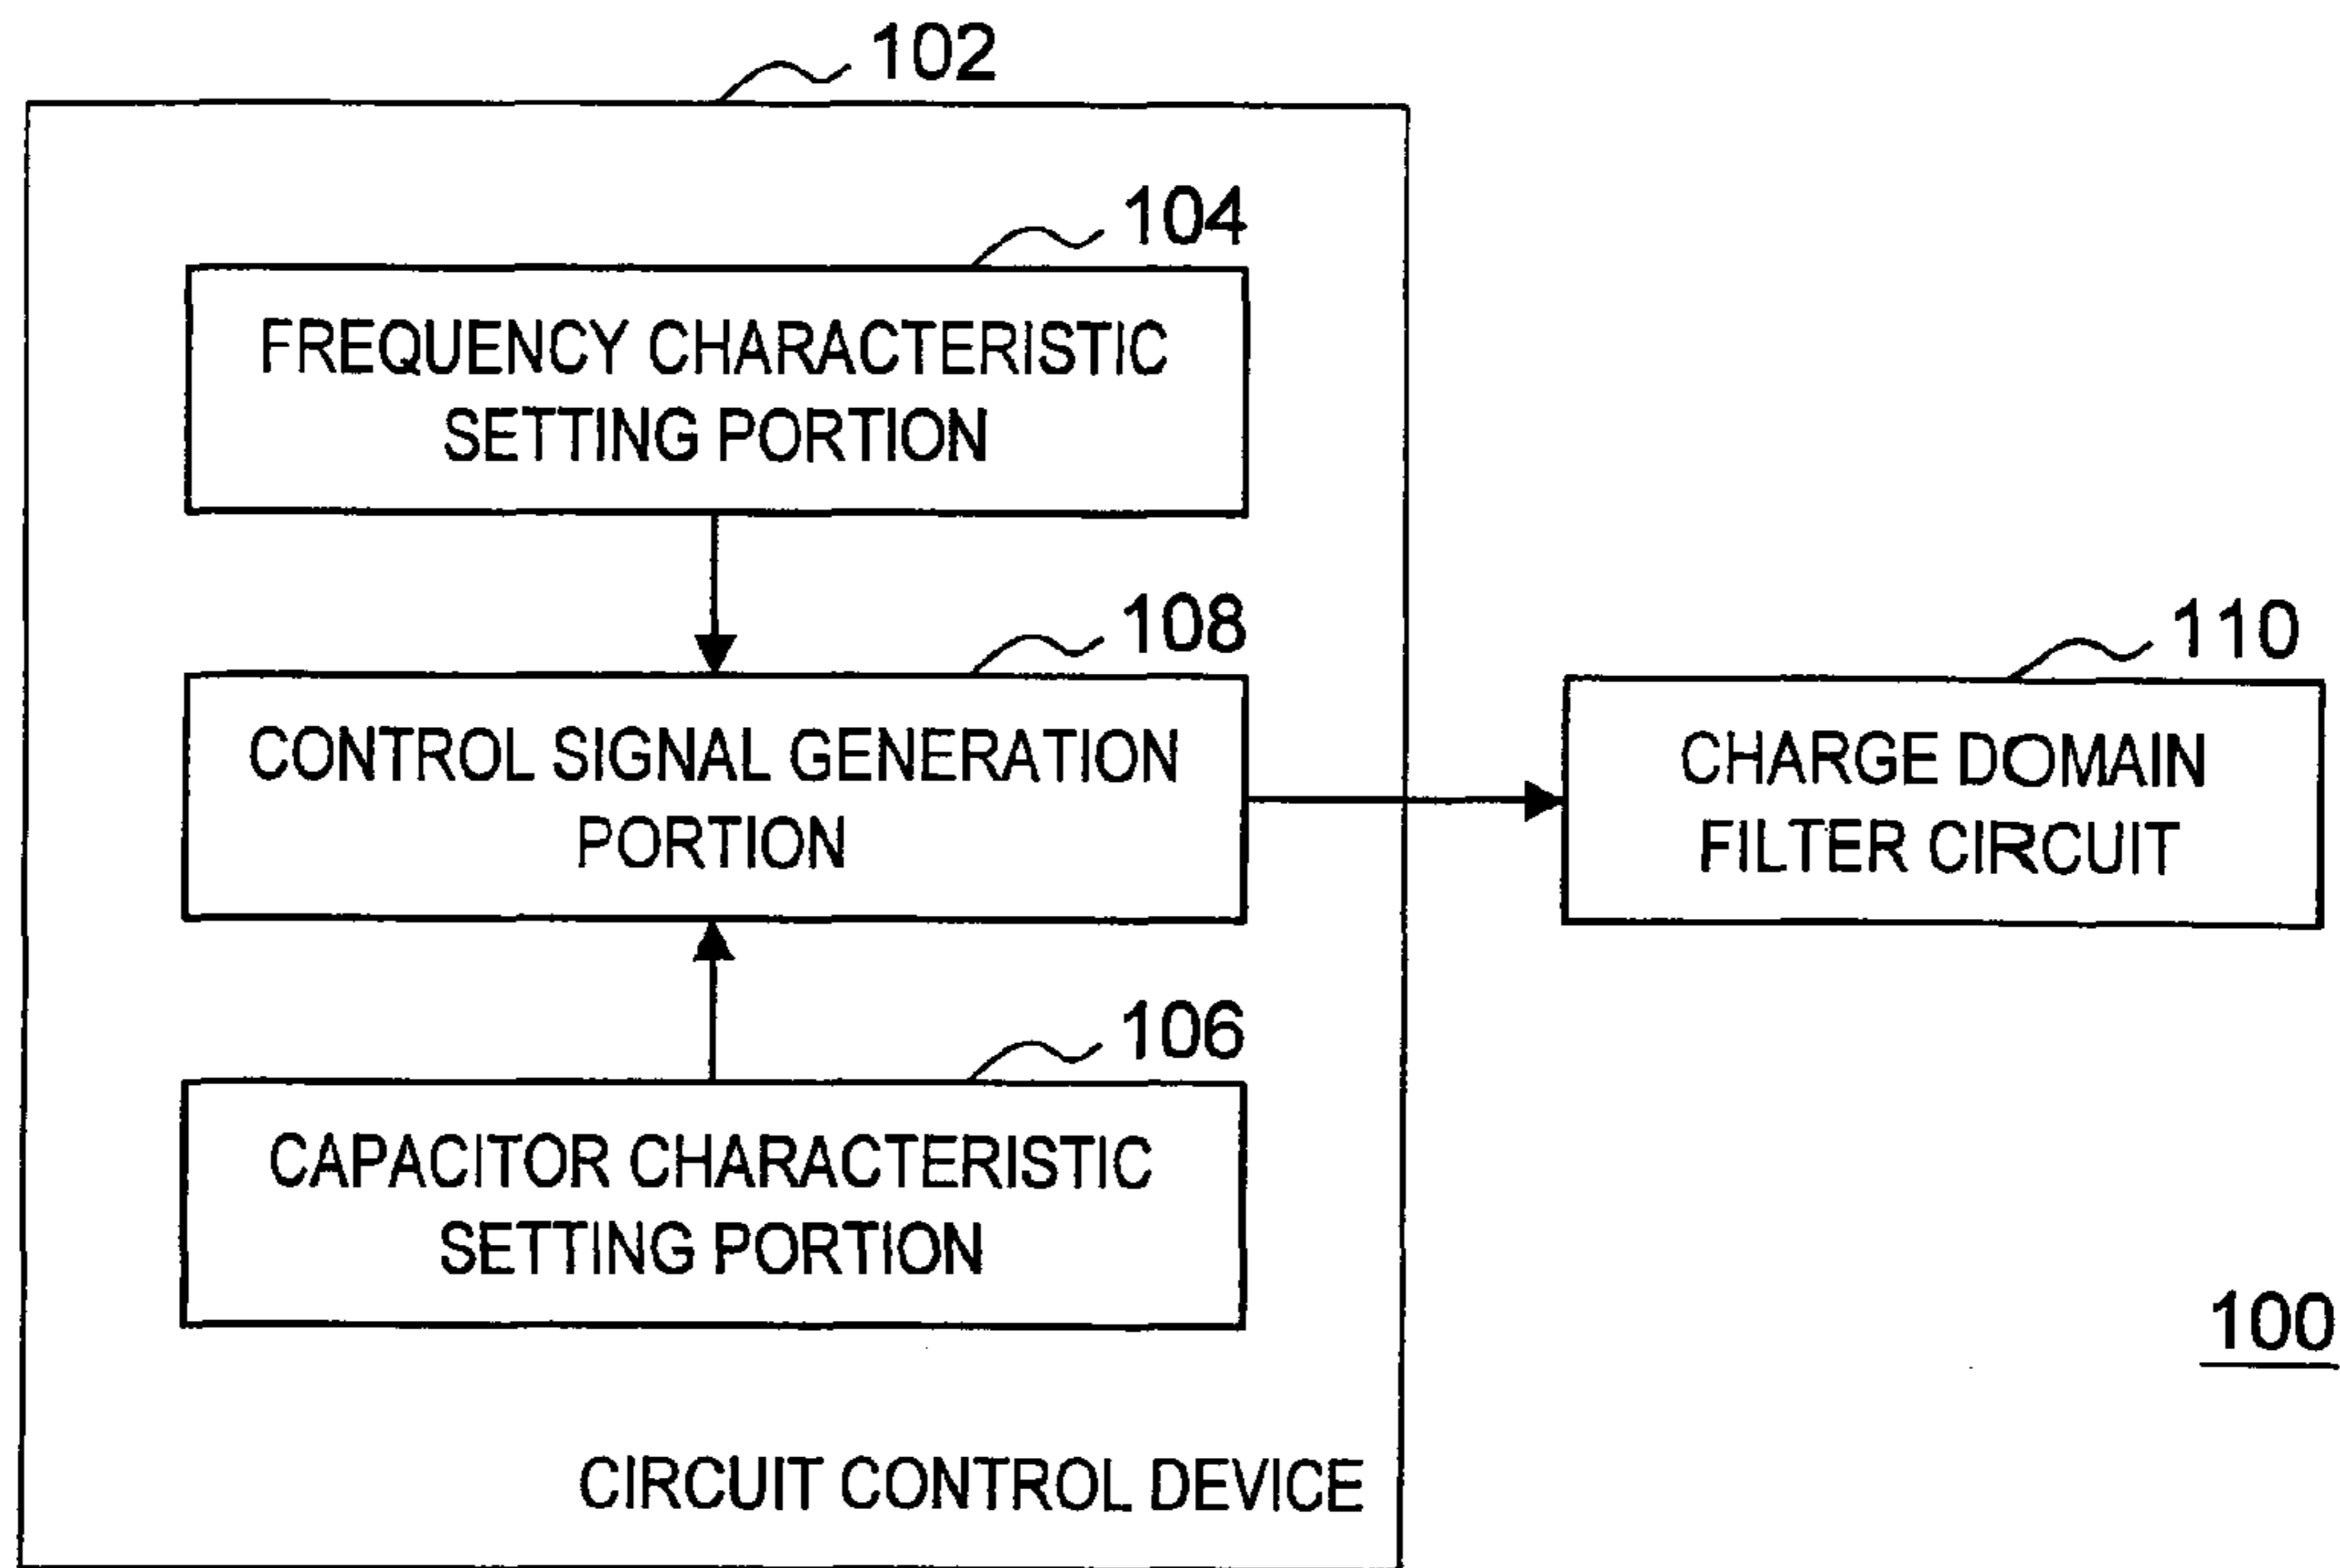 102
104
FREQUENCY CHARACTERISTIC
SETTING PORTION
108
CONTROL SIGNAL GENERATION
PORTION
110
CHARGE DOMAIN
FILTER CIRCUIT
106
CAPACITOR CHARACTERISTIC
SETTING PORTION
100
CIRCUIT CONTROL DEVICE